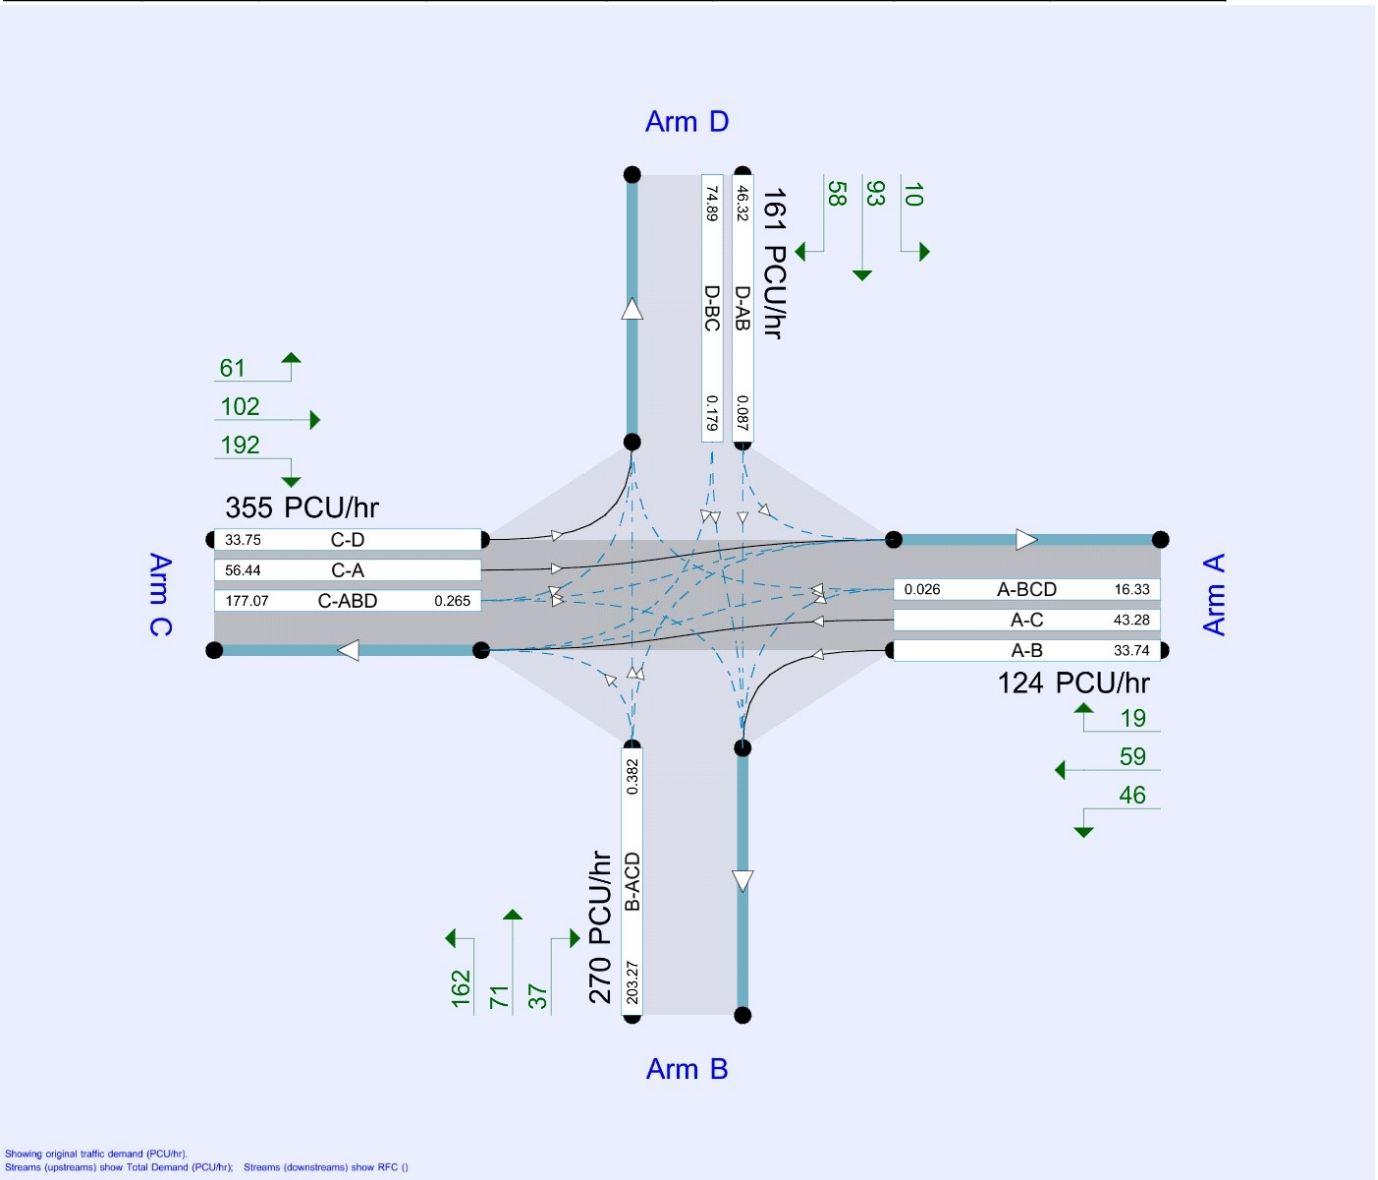 Arm D
74.89 D-BC 0.179
46.32 D-AB 0.087
161 PCU/hr
58
93
10
61
102
192
355 PCU/hr
33.75 C-D
56.44 C-A
177.07 C-ABD 0.265
Arm C
0.026 A-BCD 16.33
A-C 43.28
A-B 33.74
Arm A
124 PCU/hr
19
59
46
162
71
37
270 PCU/hr
203.27 B-ACD 0.382
Arm B
Showing original traffic demand (PCU/hr).
Streams (upstreams) show Total Demand (PCU/hr); Streams (downstreams) show RFC ()